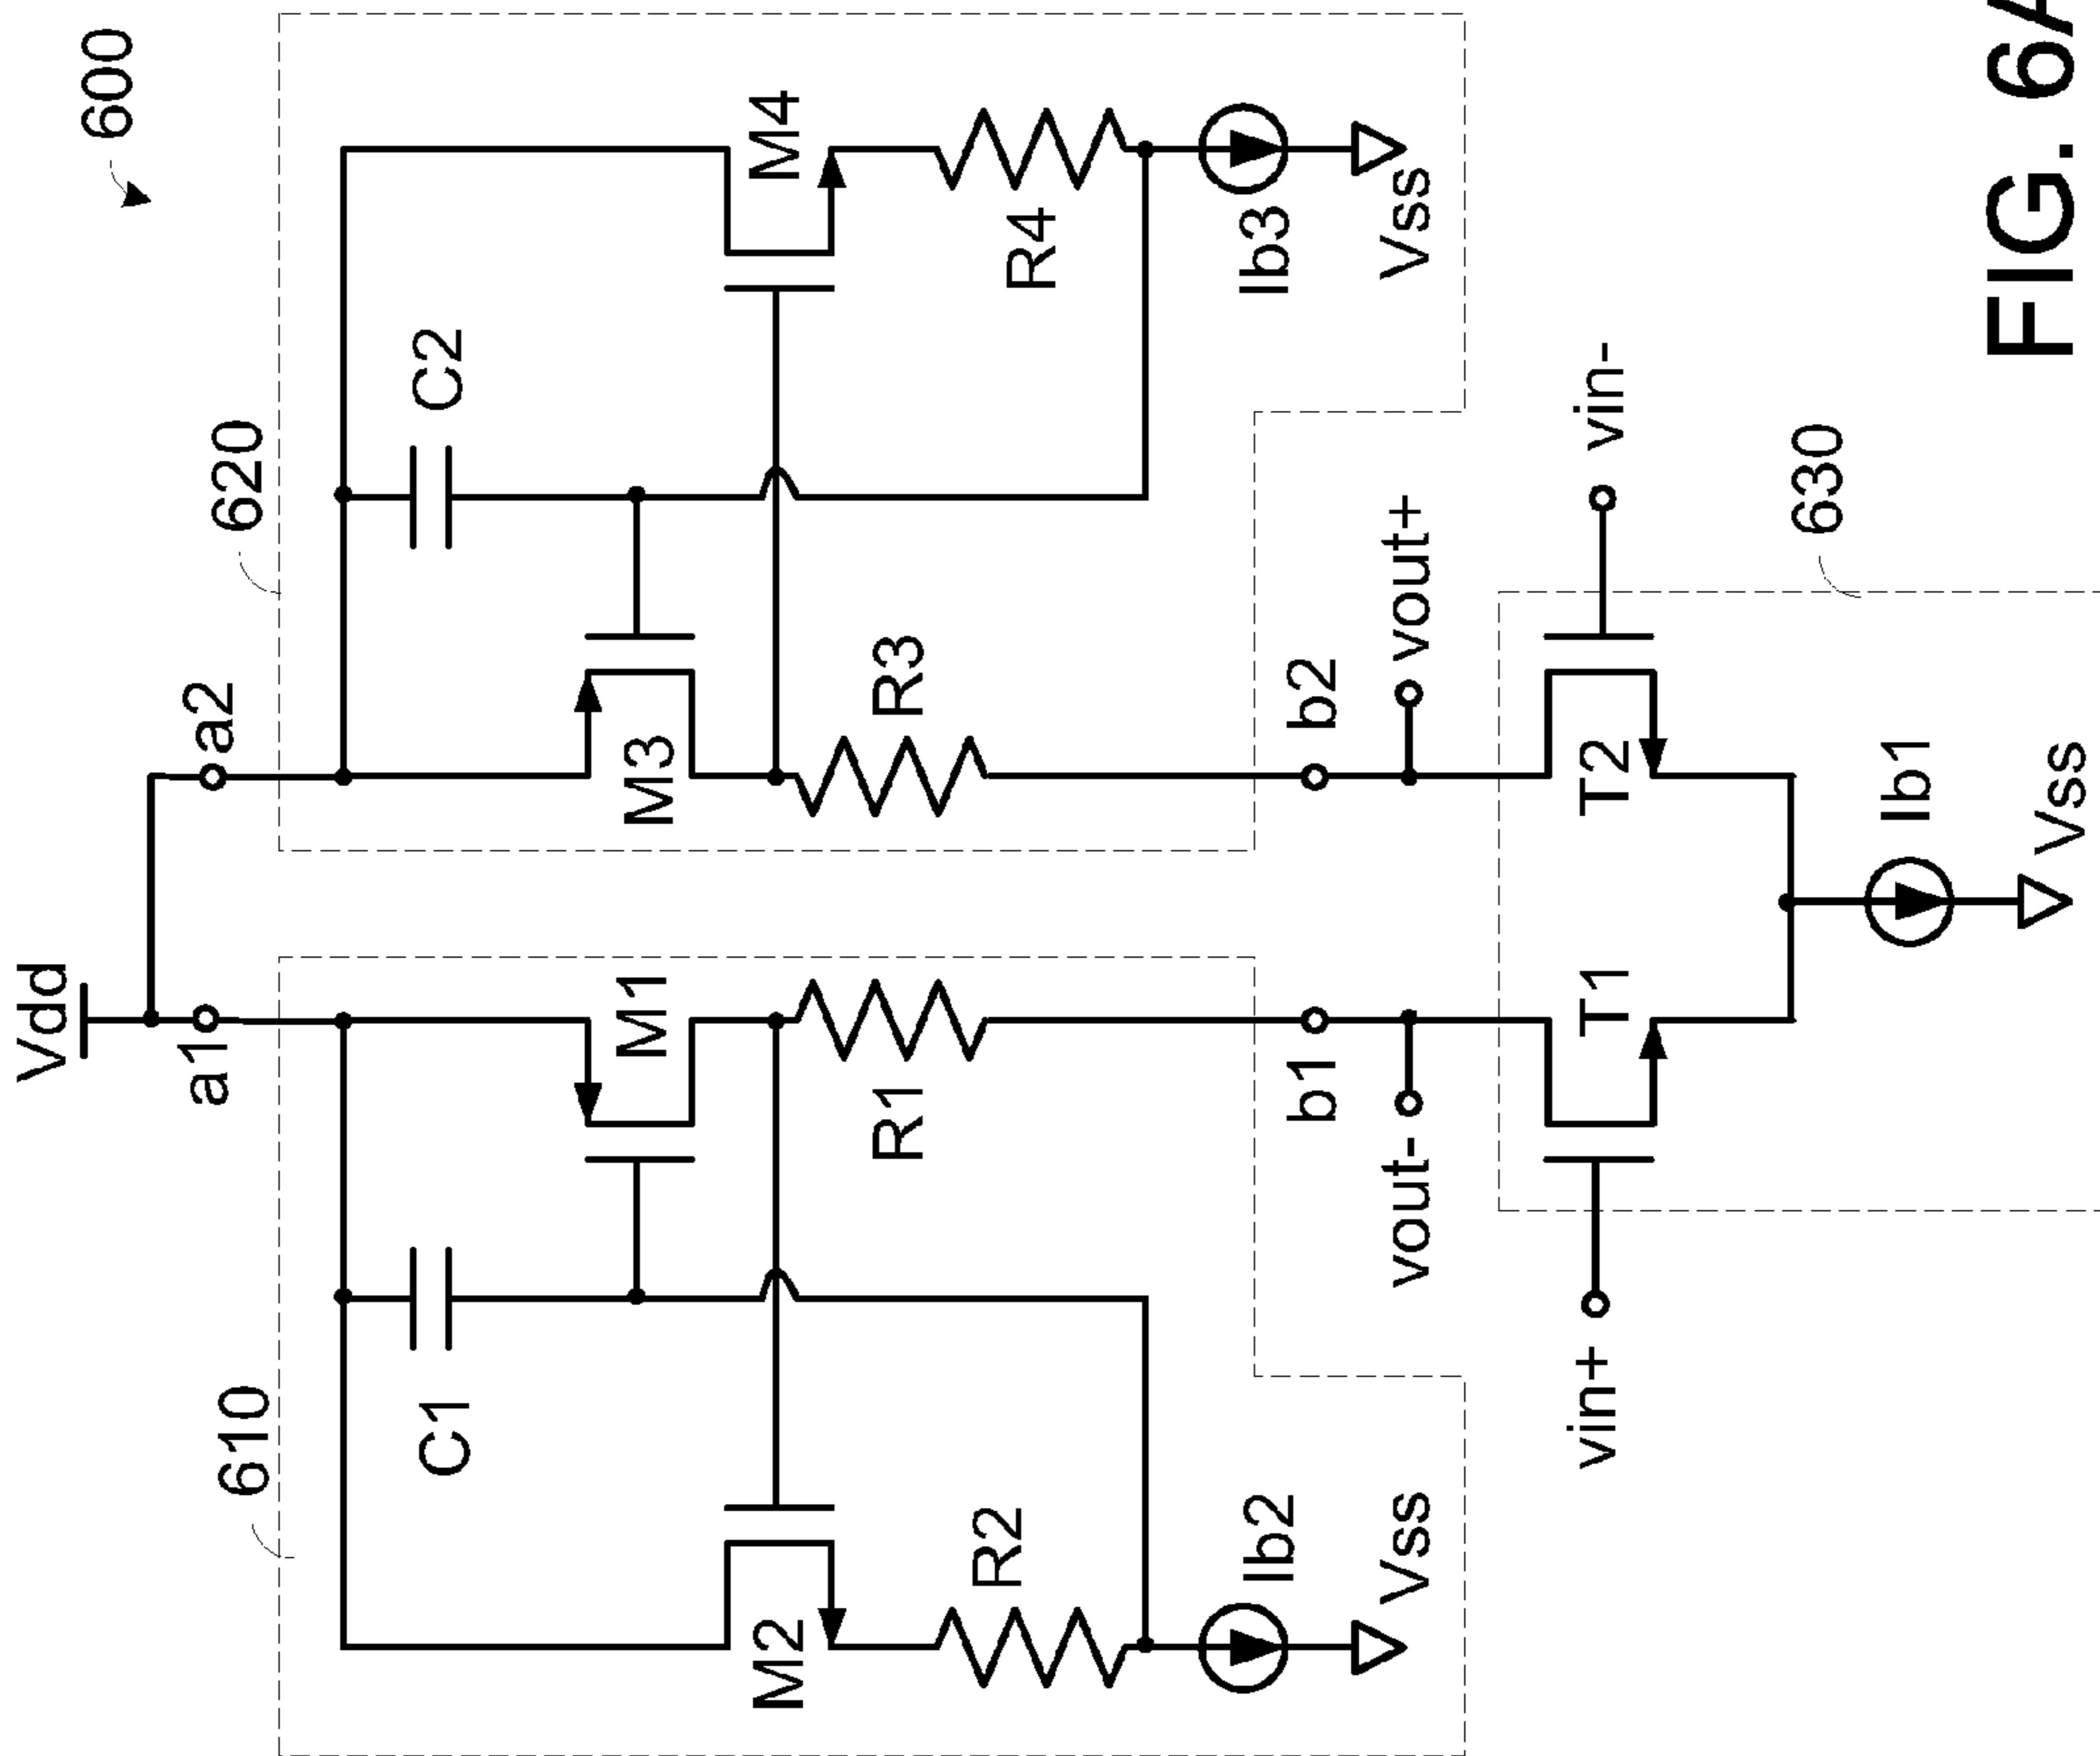 600
Vdd
a1
a2
610
620
C1
C2
M1
M3
M2
M4
R1
R3
R2
R4
Ib2
Ib3
Vss
Vss
b1
b2
vout-
vout+
vin+
vin-
T1
T2
630
Ib1
Vss
FIG. 6A